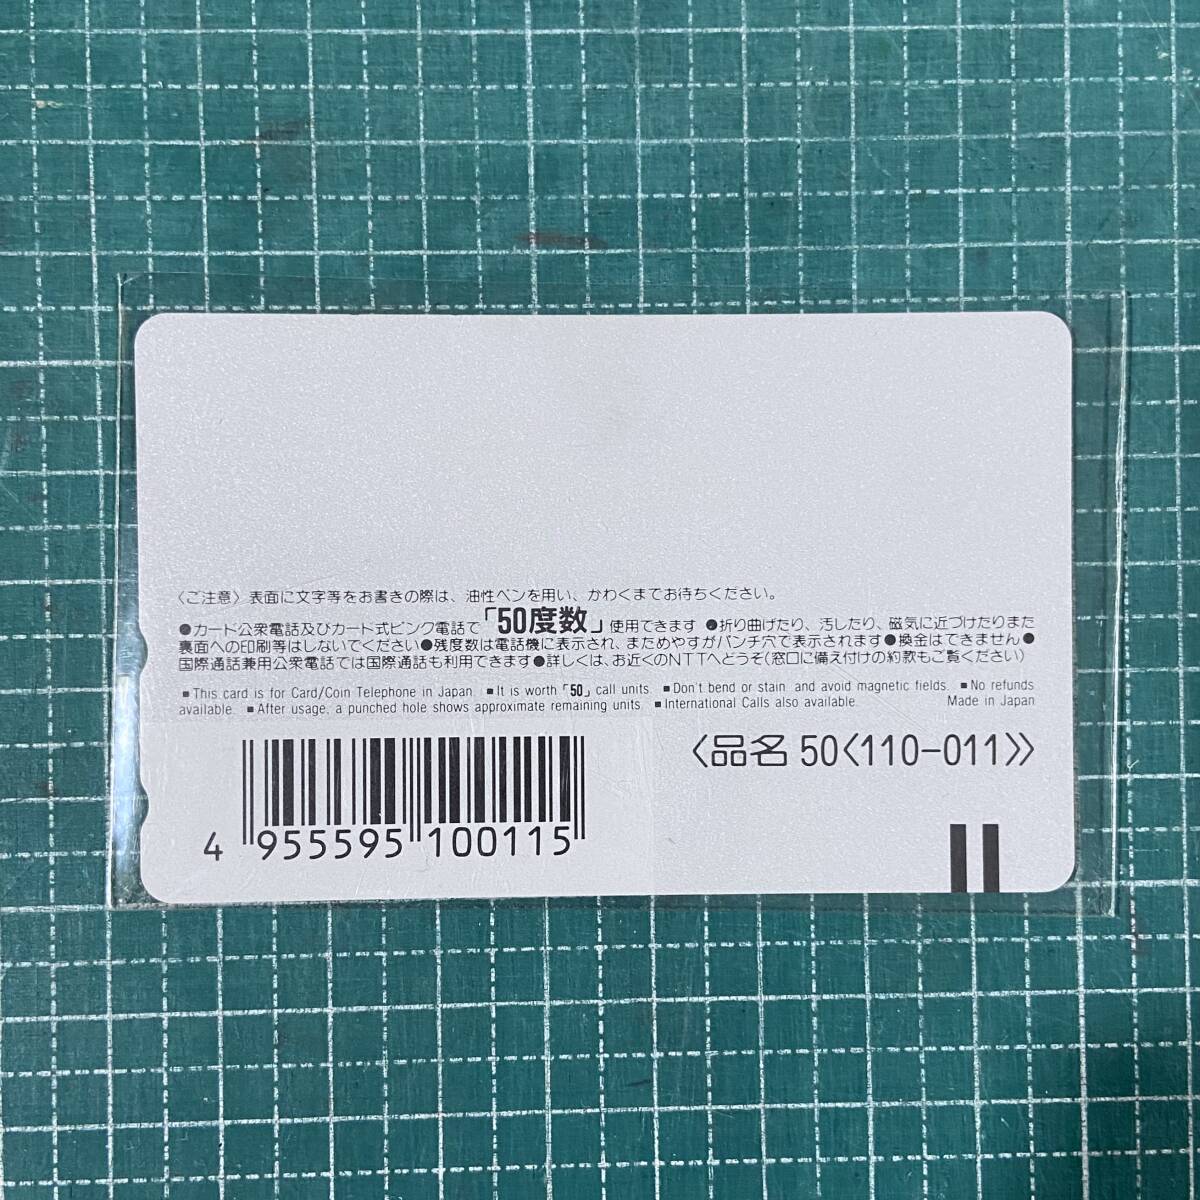 〈ご注意〉表面に文字等をお書きの際は、油性ペンを用い、かわくまでお待ちください。
●カード公衆電話及びカード式ピンク電話で「50度数」使用できます ●折り曲げたり、汚したり、磁気に近づけたりまた
裏面への印刷等はしないでください●残度数は電話機に表示され、まためやすがパンチ穴で表示されます●換金はできません●
国際通話兼用公衆電話では国際通話も利用できます●詳しくは、お近くのNTTへどうぞ(窓口に備え付けの約款もご覧ください)
■This card is for Card/Coin Telephone in Japan. ■It is worth「50」call units. ■Don't bend or stain and avoid magnetic fields. ■No refunds
available. ■After usage, a punched hole shows approximate remaining units. ■International Calls also available. Made in Japan
〈品名 50〈110-011〉〉
4 955595 100115